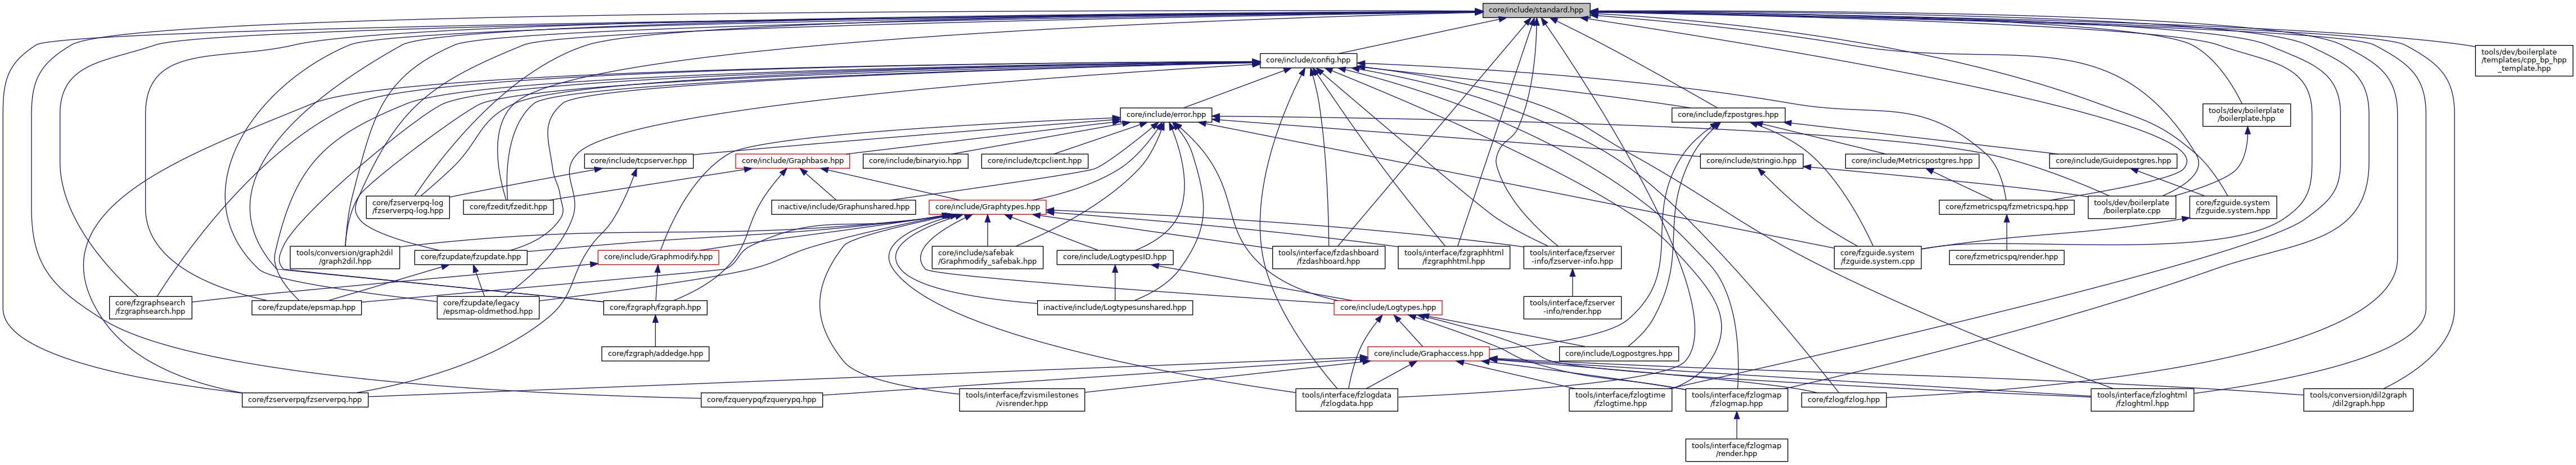 core/include/standard.hpp
tools/dev/boilerplate
/templates/cpp_bp_hpp
_template.hpp
core/include/config.hpp
tools/dev/boilerplate
/boilerplate.hpp
core/include/error.hpp
core/include/fzpostgres.hpp
core/include/tcpserver.hpp
core/include/Graphbase.hpp
core/include/binaryio.hpp
core/include/tcpclient.hpp
core/include/stringio.hpp
core/include/Metricspostgres.hpp
core/include/Guidepostgres.hpp
core/fzserverpq-log
/fzserverpq-log.hpp
core/fzedit/fzedit.hpp
inactive/include/Graphunshared.hpp
core/include/Graphtypes.hpp
core/fzmetricspq/fzmetricspq.hpp
tools/dev/boilerplate
/boilerplate.cpp
core/fzguide.system
/fzguide.system.hpp
tools/conversion/graph2dil
/graph2dil.hpp
core/fzupdate/fzupdate.hpp
core/include/Graphmodify.hpp
core/include/safebak
/Graphmodify_safebak.hpp
core/include/LogtypesID.hpp
tools/interface/fzdashboard
/fzdashboard.hpp
tools/interface/fzgraphhtml
/fzgraphhtml.hpp
tools/interface/fzserver
-info/fzserver-info.hpp
core/fzguide.system
/fzguide.system.cpp
core/fzmetricspq/render.hpp
core/fzgraphsearch
/fzgraphsearch.hpp
core/fzupdate/epsmap.hpp
core/fzupdate/legacy
/epsmap-oldmethod.hpp
core/fzgraph/fzgraph.hpp
inactive/include/Logtypesunshared.hpp
core/include/Logtypes.hpp
tools/interface/fzserver
-info/render.hpp
core/fzgraph/addedge.hpp
core/include/Graphaccess.hpp
core/include/Logpostgres.hpp
core/fzserverpq/fzserverpq.hpp
core/fzquerypq/fzquerypq.hpp
tools/interface/fzvismilestones
/visrender.hpp
tools/interface/fzlogdata
/fzlogdata.hpp
tools/interface/fzlogtime
/fzlogtime.hpp
tools/interface/fzlogmap
/fzlogmap.hpp
core/fzlog/fzlog.hpp
tools/interface/fzloghtml
/fzloghtml.hpp
tools/conversion/dil2graph
/dil2graph.hpp
tools/interface/fzlogmap
/render.hpp